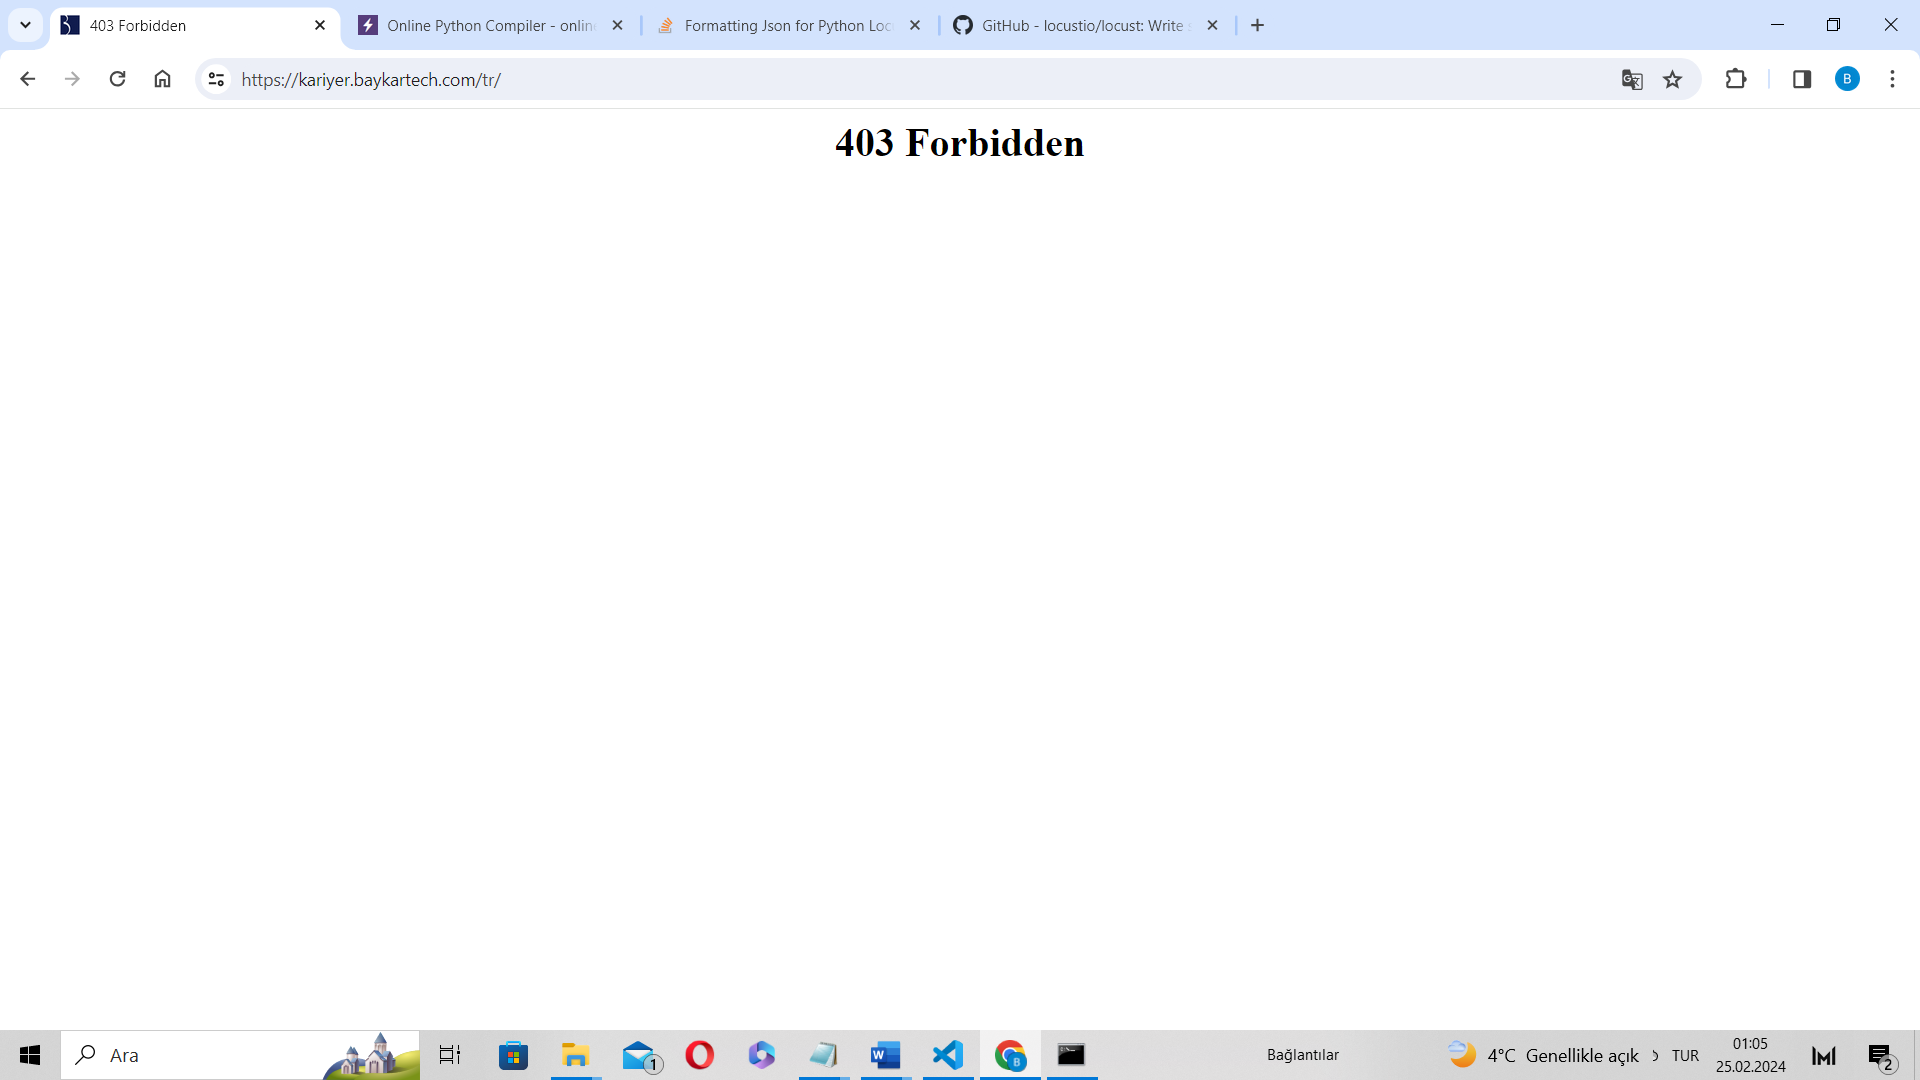 403 Forbidden
Online Python Compiler - online
Formatting Json for Python Loc
GitHub - locustio/locust: Write s
https://kariyer.baykartech.com/tr/
B
403 Forbidden
Ara
1
B
Bağlantılar
4°C Genellikle açık
TUR
01:05
25.02.2024
2